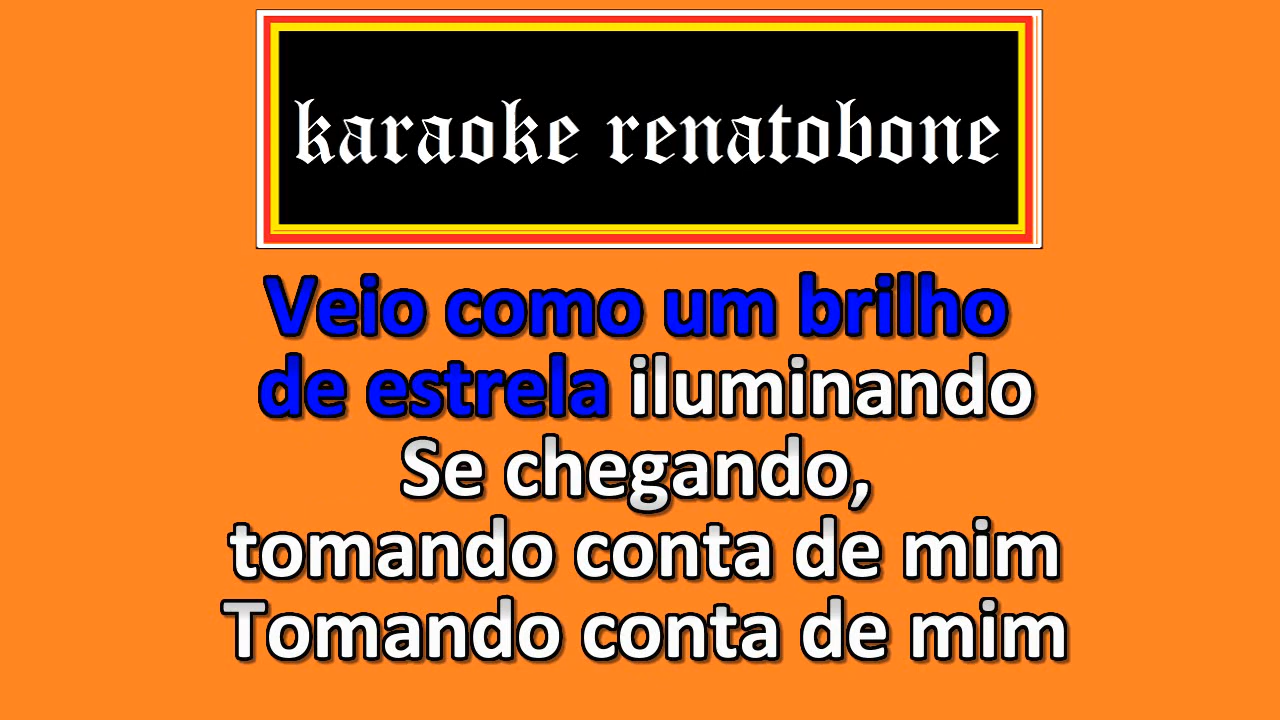 karaoke renatobone
Veio como um brilho
de estrela iluminando
Se chegando,
tomando conta de mim
Tomando conta de mim